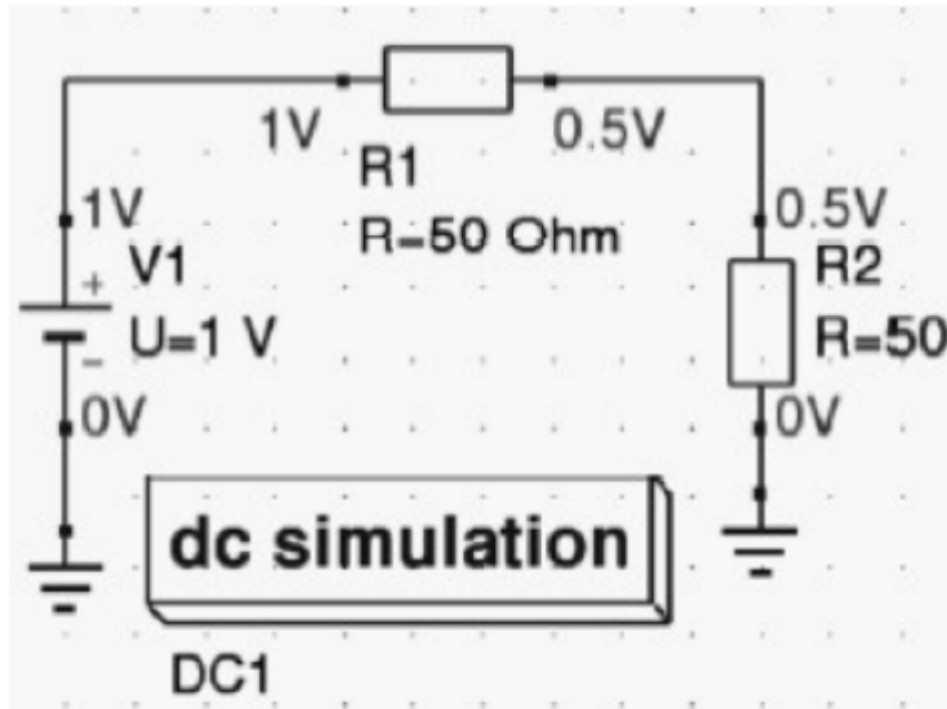 1V
0.5V
R1
R=50 Ohm
1V
+
V1
U=1 V
-
0V
0.5V
R2
R=50
0V
dc simulation
DC1